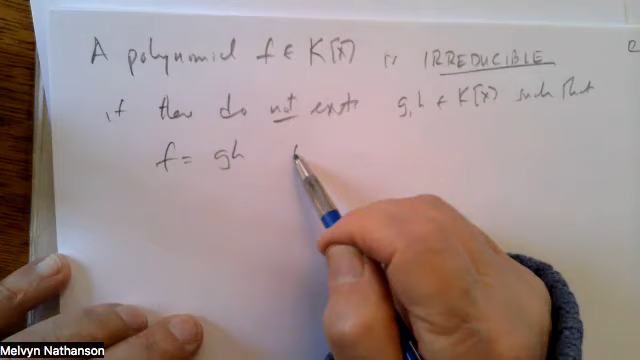 A polynomial f ∈ K[x] is IRREDUCIBLE
if there do not exist g, h ∈ K[x] such that
f = gh
Melvyn Nathanson